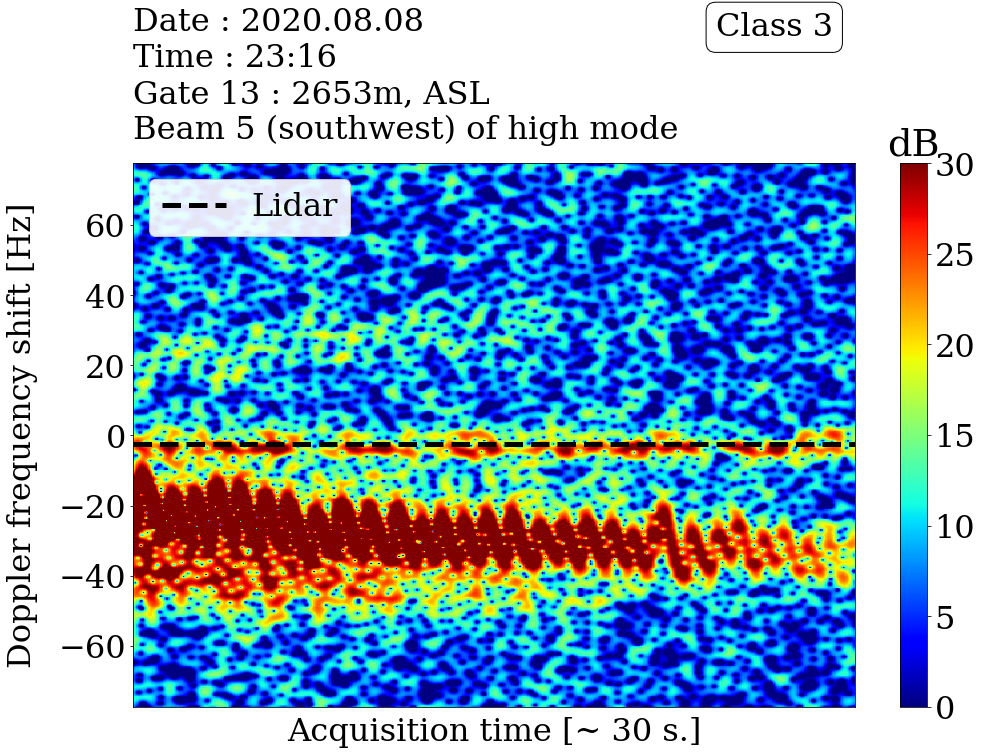 Date : 2020.08.08
Time : 23:16
Gate 13 : 2653m, ASL
Beam 5 (southwest) of high mode
Class 3
dB
Lidar
Doppler frequency shift [Hz]
60
40
20
0
−20
−40
−60
Acquisition time [~ 30 s.]
30
25
20
15
10
5
0